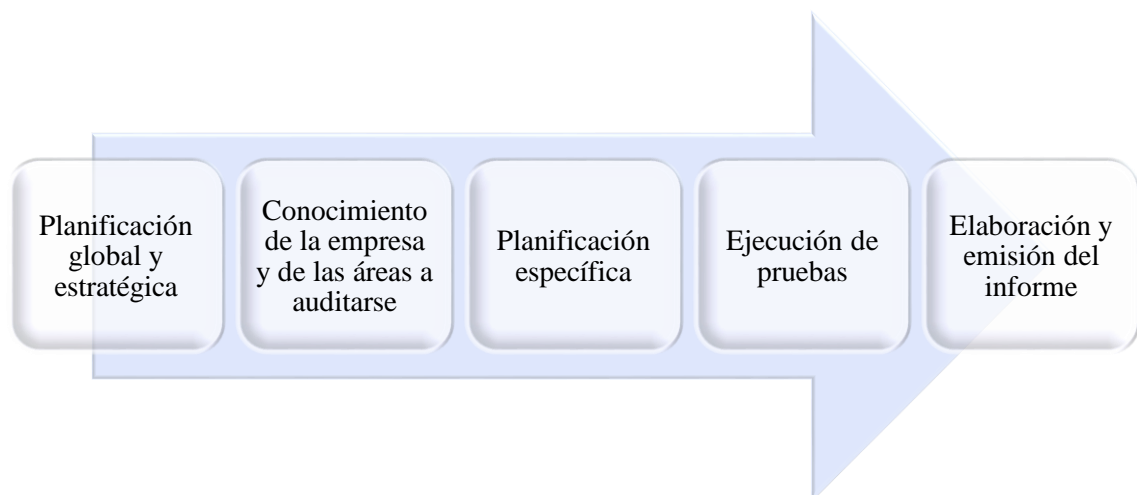 Planificación
global y
estratégica
Conocimiento
de la empresa
y de las áreas a
auditarse
Planificación
específica
Ejecución de
pruebas
Elaboración y
emisión del
informe